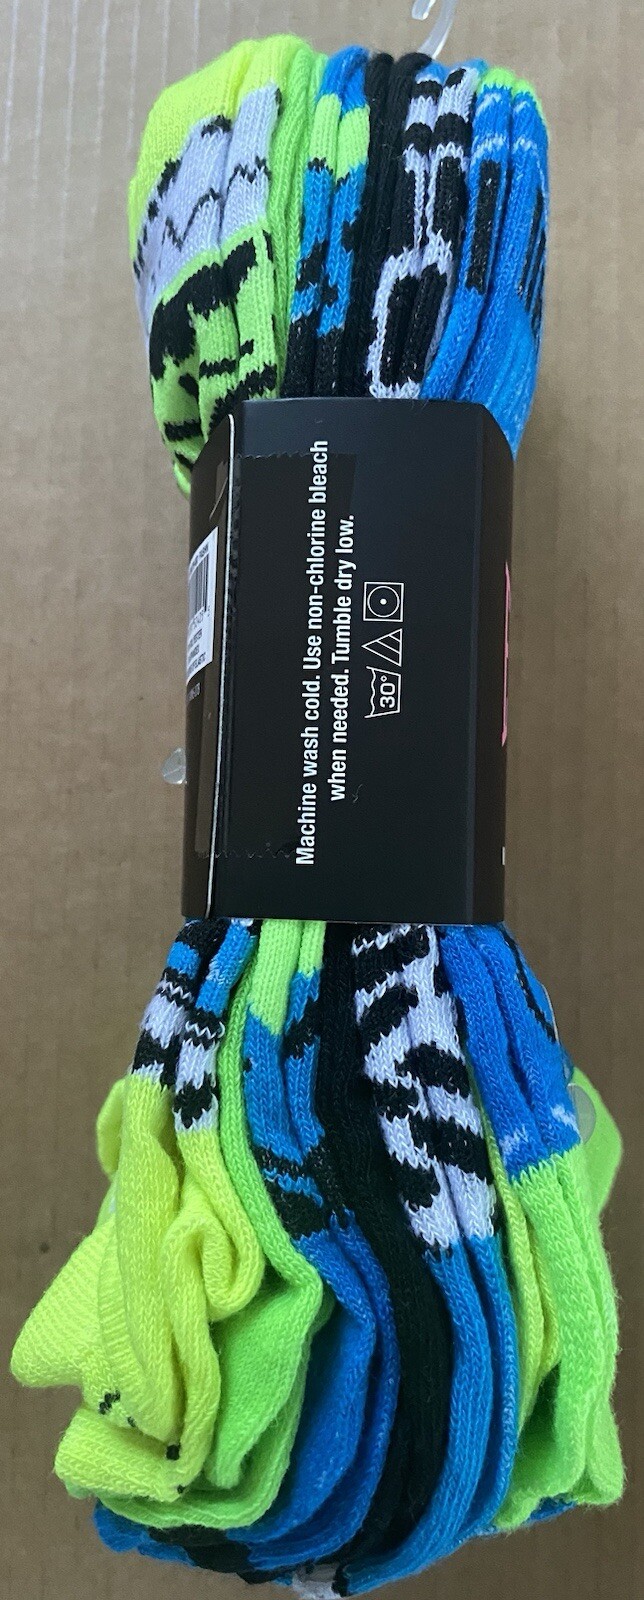 Machine wash cold. Use non-chlorine bleach
when needed. Tumble dry low.
30°